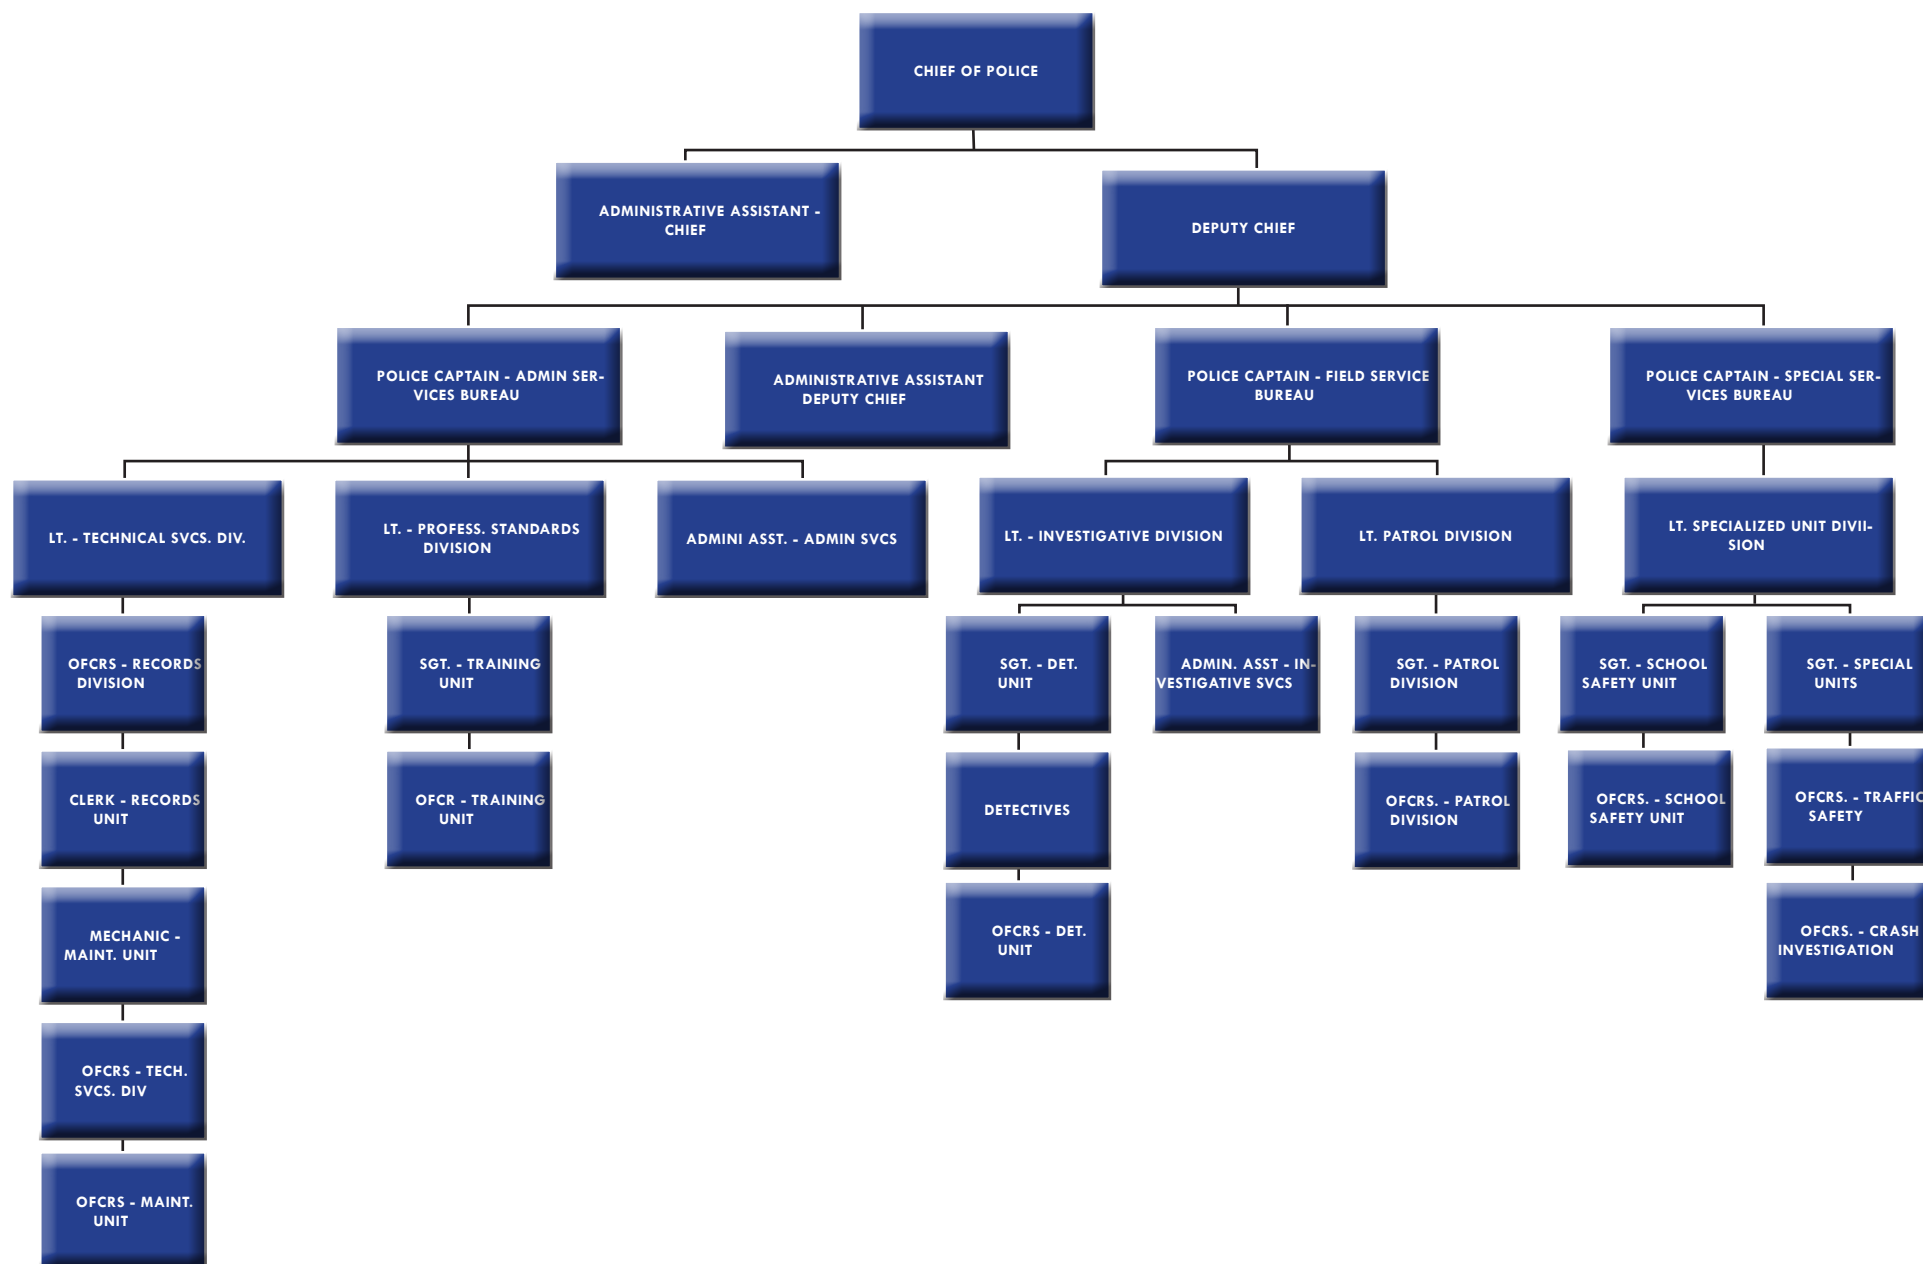 CHIEF OF POLICE
ADMINISTRATIVE ASSISTANT -
CHIEF
DEPUTY CHIEF
POLICE CAPTAIN - ADMIN SER-
VICES BUREAU
ADMINISTRATIVE ASSISTANT
DEPUTY CHIEF
POLICE CAPTAIN - FIELD SERVICE
BUREAU
POLICE CAPTAIN - SPECIAL SER-
VICES BUREAU
LT. - TECHNICAL SVCS. DIV.
LT. - PROFESS. STANDARDS
DIVISION
ADMINI ASST. - ADMIN SVCS
LT. - INVESTIGATIVE DIVISION
LT. PATROL DIVISION
LT. SPECIALIZED UNIT DIVII-
SION
OFCRS - RECORDS
DIVISION
SGT. - TRAINING
UNIT
SGT. - DET.
UNIT
ADMIN. ASST - IN-
VESTIGATIVE SVCS
SGT. - PATROL
DIVISION
SGT. - SCHOOL
SAFETY UNIT
SGT. - SPECIAL
UNITS
CLERK - RECORDS
UNIT
OFCR - TRAINING
UNIT
DETECTIVES
OFCRS. - PATROL
DIVISION
OFCRS. - SCHOOL
SAFETY UNIT
OFCRS. - TRAFFIC
SAFETY
MECHANIC -
MAINT. UNIT
OFCRS - DET.
UNIT
OFCRS. - CRASH
INVESTIGATION
OFCRS - TECH.
SVCS. DIV
OFCRS - MAINT.
UNIT